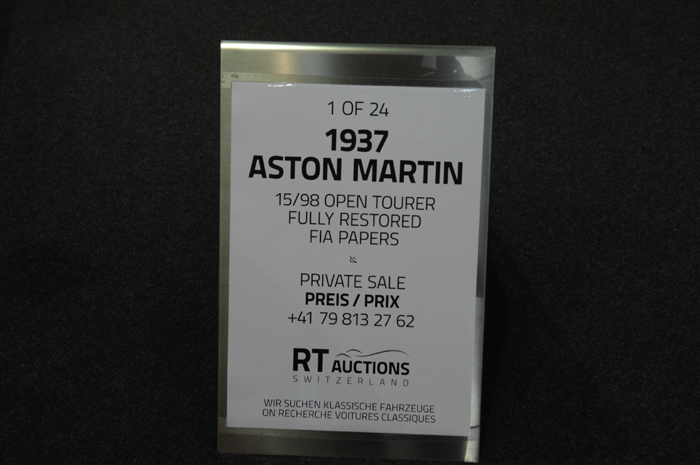 1 OF 24
1937
ASTON MARTIN
15/98 OPEN TOURER
FULLY RESTORED
FIA PAPERS
PRIVATE SALE
PREIS / PRIX
+41 79 813 27 62
RT AUCTIONS
SWITZERLAND
WIR SUCHEN KLASSISCHE FAHRZEUGE
ON RECHERCHE VOITURES CLASSIQUES